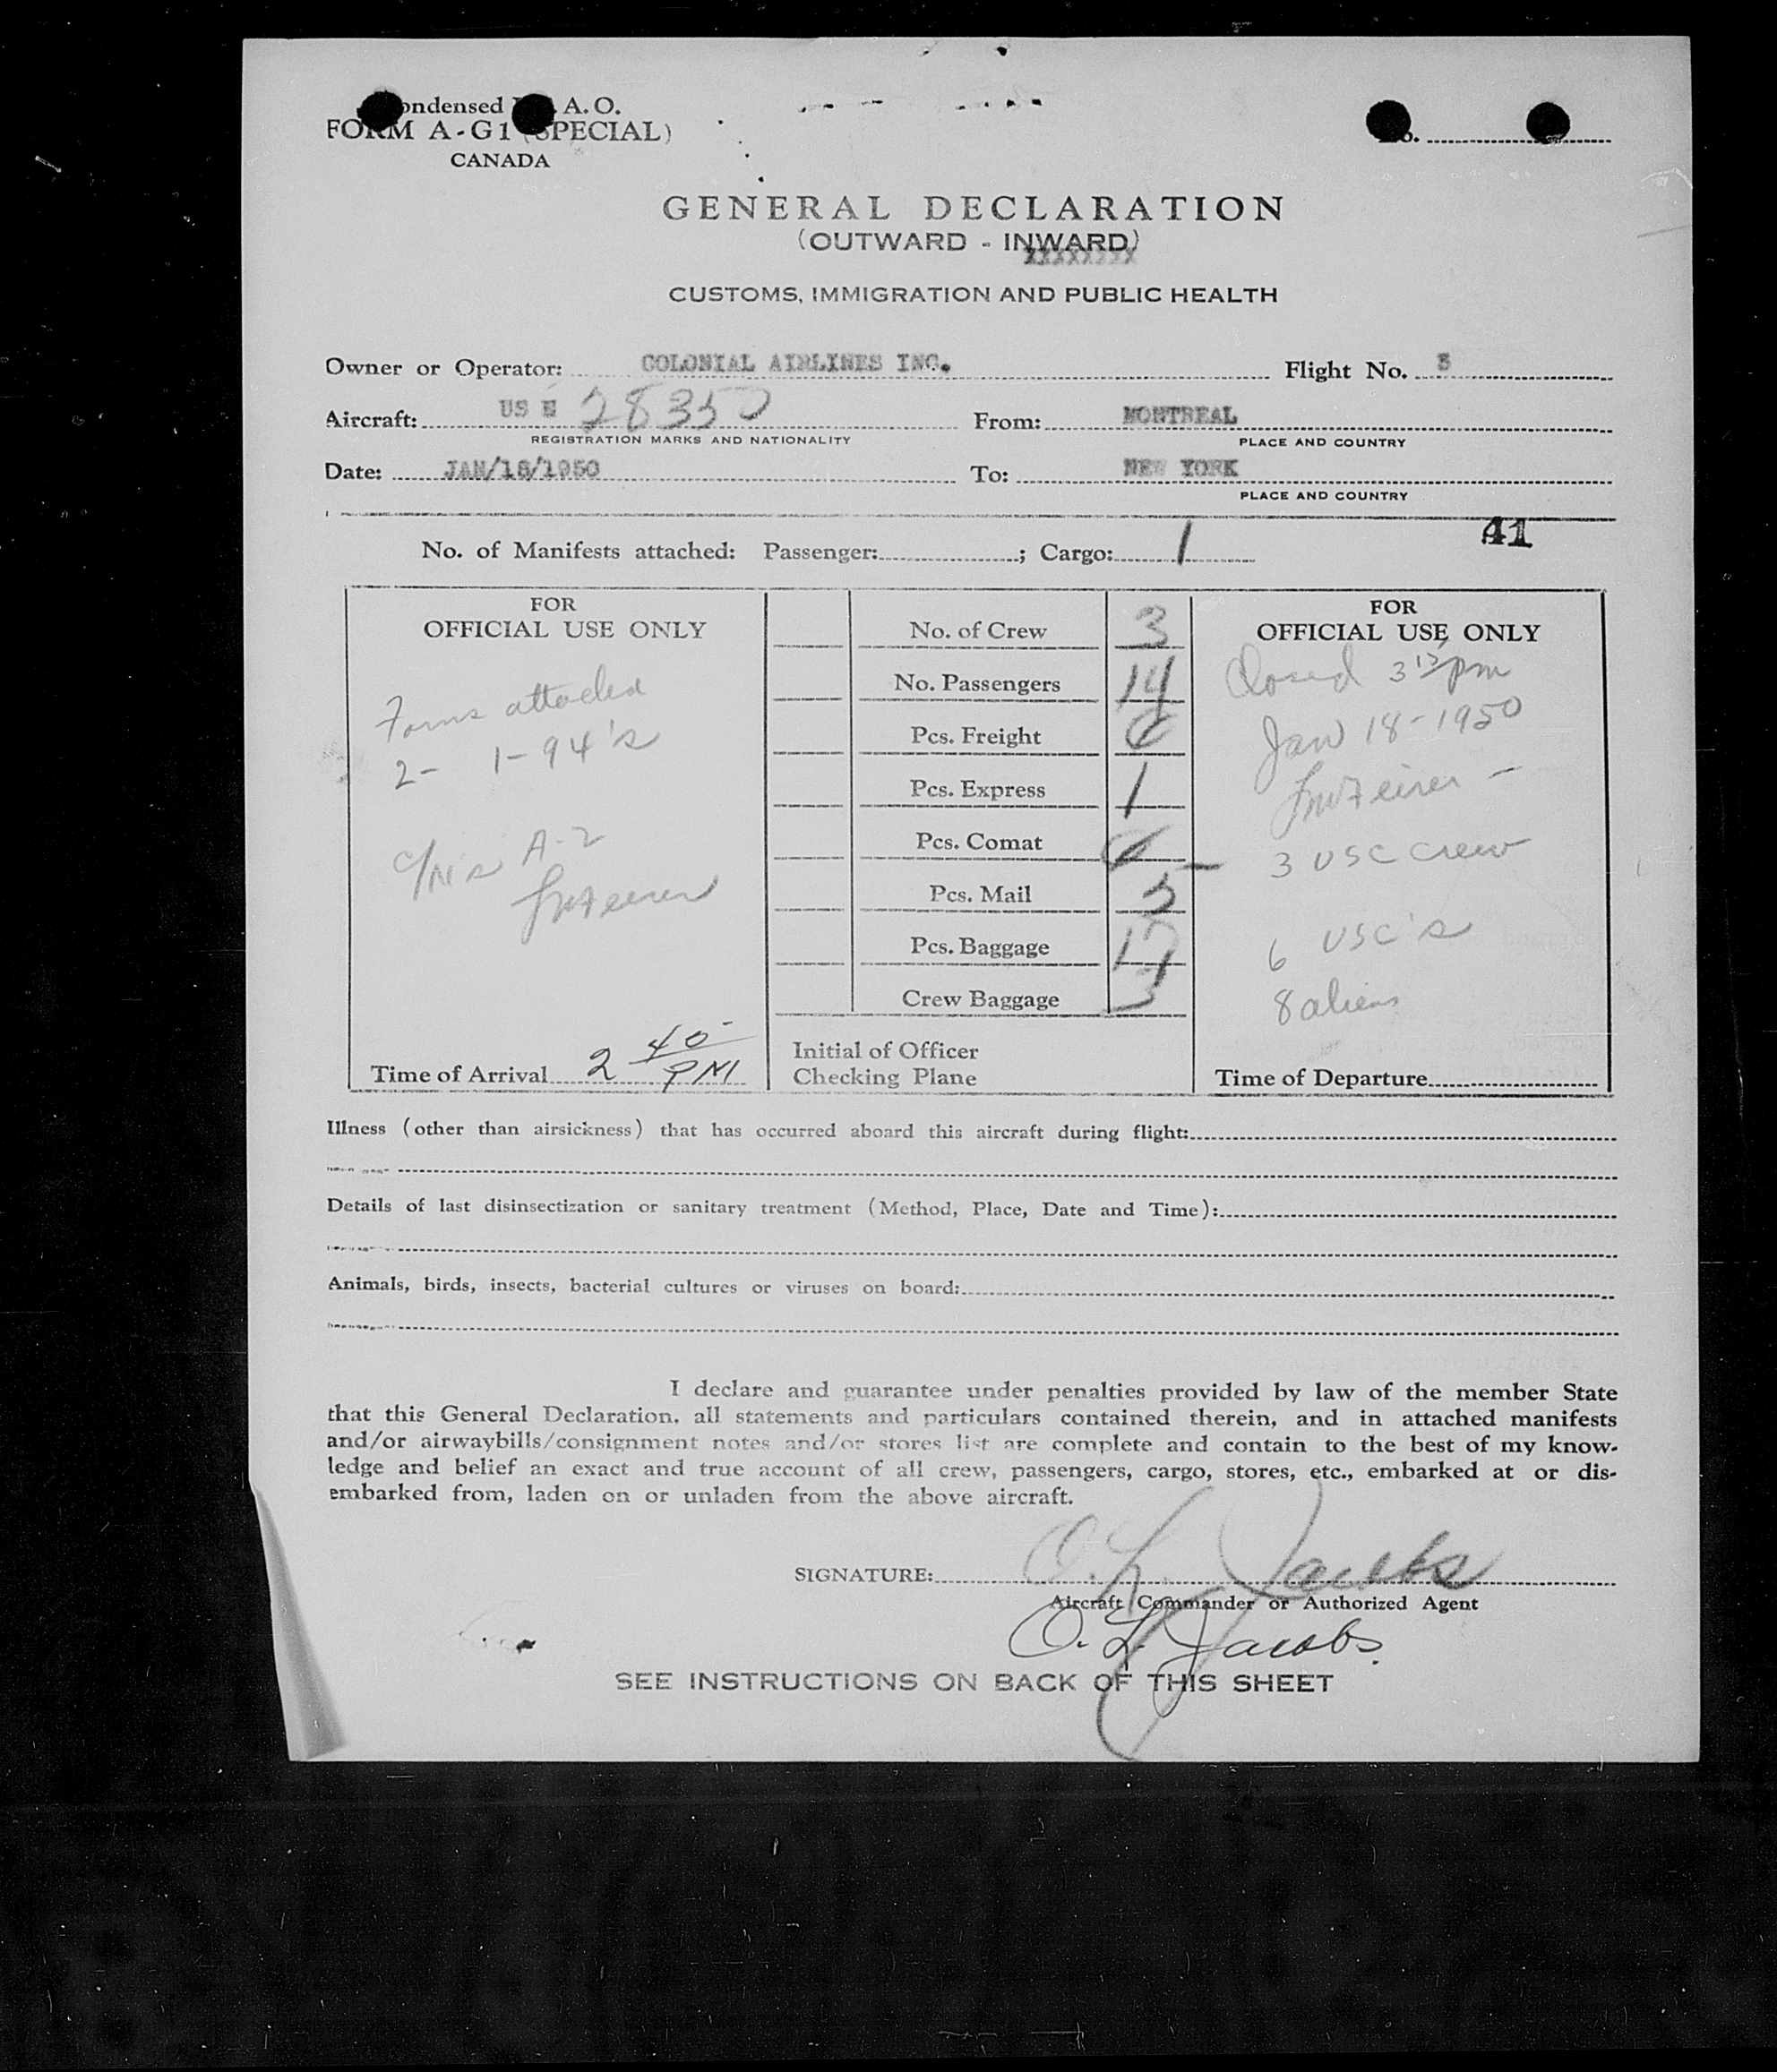 ondensed A. O.
FORM A-G1 (SPECIAL)
CANADA
GENERAL DECLARATION
(OUTWARD - INWARD)
XXXXXXXX
CUSTOMS, IMMIGRATION AND PUBLIC HEALTH
Owner or Operator: COLONIAL AIRLINES INC. Flight No.
Aircraft: US N 28350 From: MONTREAL
REGISTRATION MARKS AND NATIONALITY PLACE AND COUNTRY
Date: JAN/18/1950 To: NEW YORK
PLACE AND COUNTRY
41
No. of Manifests attached: Passenger: ; Cargo: 1
FOR
OFFICIAL USE ONLY
Forms attached
2- 1-94's
A-2
Time of Arrival 2 40 PM
No. of Crew 3
No. Passengers 14
Pcs. Freight 0
Pcs. Express 1
Pcs. Comat 0
Pcs. Mail 5
Pcs. Baggage 17
Crew Baggage 3
Initial of Officer
Checking Plane
FOR
OFFICIAL USE ONLY
Closed 3 15 pm
Jan 18-1950
3 USC crew
6 USC's
8 aliens
Time of Departure
Illness (other than airsickness) that has occurred aboard this aircraft during flight:
Details of last disinsectization or sanitary treatment (Method, Place, Date and Time):
Animals, birds, insects, bacterial cultures or viruses on board:
I declare and guarantee under penalties provided by law of the member State
that this General Declaration, all statements and particulars contained therein, and in attached manifests
and/or airwaybills/consignment notes and/or stores list are complete and contain to the best of my know-
ledge and belief an exact and true account of all crew, passengers, cargo, stores, etc., embarked at or dis-
embarked from, laden on or unladen from the above aircraft.
SIGNATURE: O. L. Jacobs
Aircraft Commander or Authorized Agent
O. L. Jacobs.
SEE INSTRUCTIONS ON BACK OF THIS SHEET